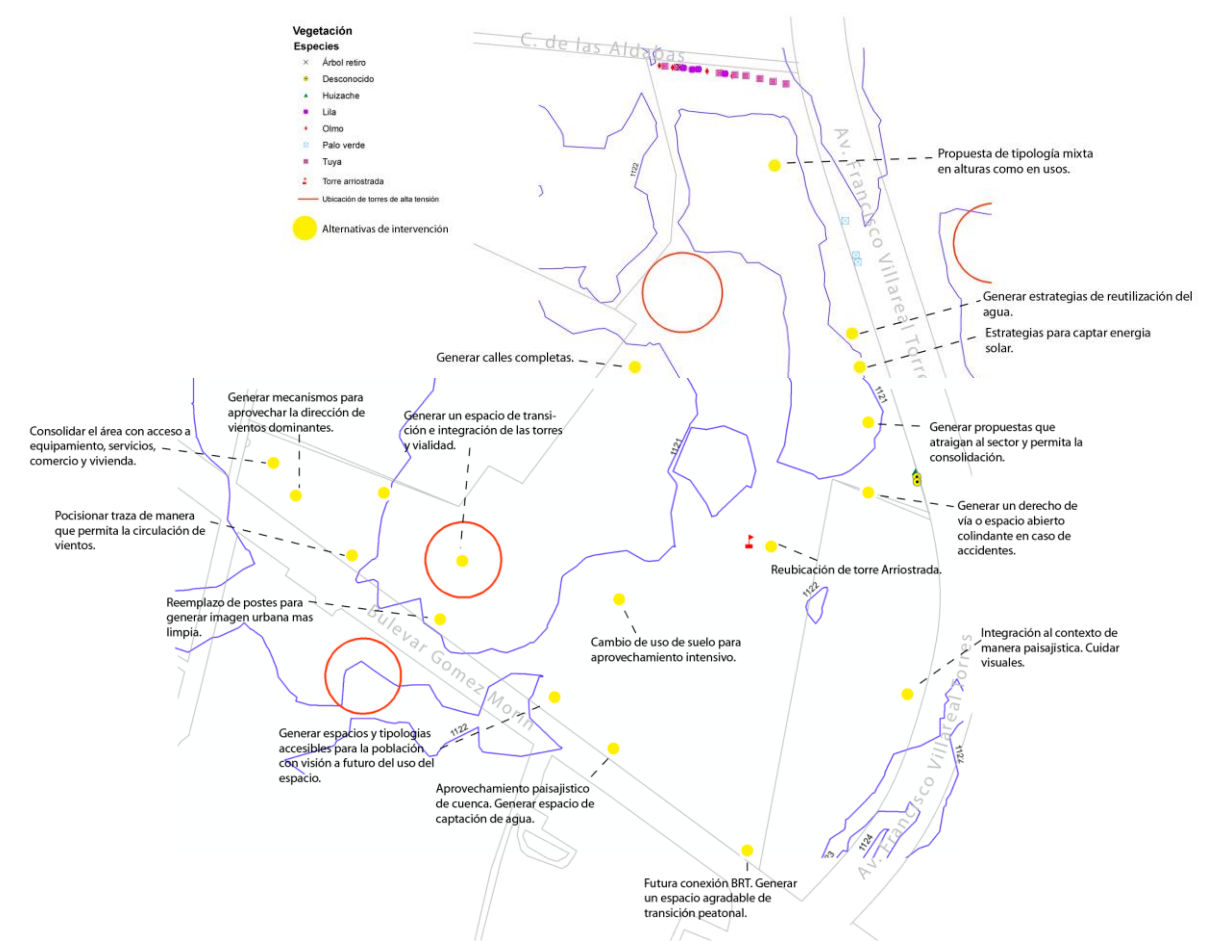 Vegetación
Especies
Árbol retiro
Desconocido
Huizache
Lila
Olmo
Palo verde
Tuya
Torre arriostrada
Ubicación de torres de alta tensión
Alternativas de intervención
C. de las Aldabas
1122
Av. Francisco Villareal Torre
Propuesta de tipología mixta
en alturas como en usos.
Generar estrategias de reutilización del
agua.
Estrategias para captar energia
solar.
Generar calles completas.
Generar mecanismos para
aprovechar la dirección de
vientos dominantes.
Generar un espacio de transi-
ción e integración de las torres
y vialidad.
Consolidar el área con acceso a
equipamiento, servicios,
comercio y vivienda.
1121
1121
Generar propuestas que
atraigan al sector y permita la
consolidación.
Pocisionar traza de manera
que permita la circulación de
vientos.
Generar un derecho de
vía o espacio abierto
colindante en caso de
accidentes.
Reubicación de torre Arriostrada.
1122
Reemplazo de postes para
generar imagen urbana mas
limpia.
Bulevar Gomez Morin
Cambio de uso de suelo para
aprovechamiento intensivo.
Integración al contexto de
manera paisajistica. Cuidar
visuales.
Av. Francisco Villareal Torres
1122
Generar espacios y tipologias
accesibles para la población
con visión a futuro del uso del
espacio.
1122
Aprovechamiento paisajistico
de cuenca. Generar espacio de
captación de agua.
1124
Futura conexión BRT. Generar
un espacio agradable de
transición peatonal.